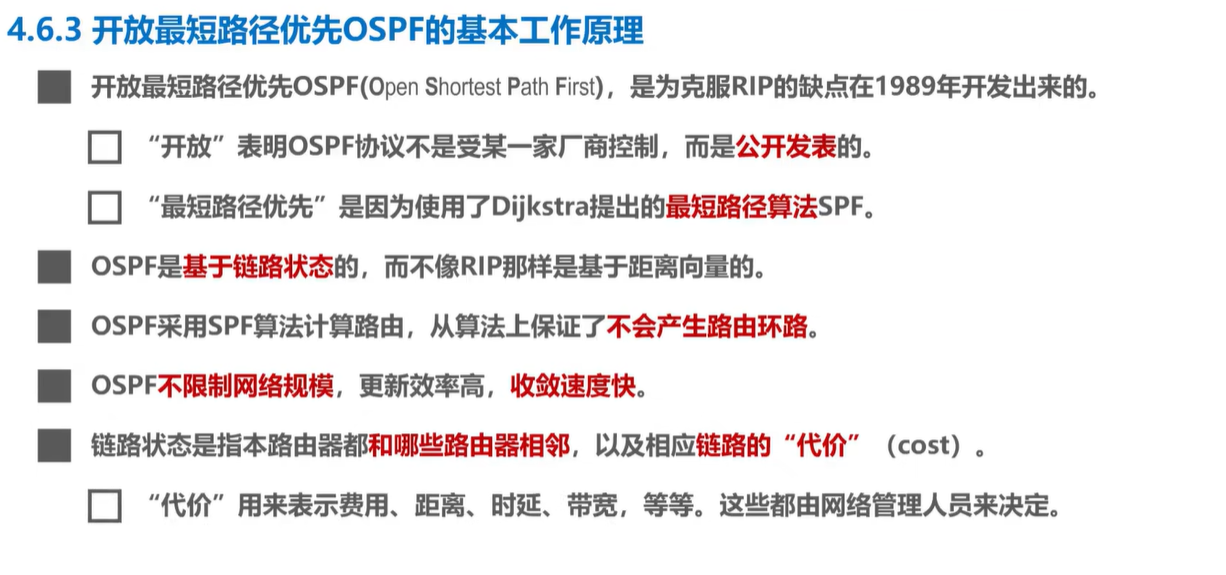 4.6.3 开放最短路径优先OSPF的基本工作原理
开放最短路径优先OSPF(Open Shortest Path First)，是为克服RIP的缺点在1989年开发出来的。
“开放”表明OSPF协议不是受某一家厂商控制，而是公开发表的。
“最短路径优先”是因为使用了Dijkstra提出的最短路径算法SPF。
OSPF是基于链路状态的，而不像RIP那样是基于距离向量的。
OSPF采用SPF算法计算路由，从算法上保证了不会产生路由环路。
OSPF不限制网络规模，更新效率高，收敛速度快。
链路状态是指本路由器都和哪些路由器相邻，以及相应链路的“代价”（cost）。
“代价”用来表示费用、距离、时延、带宽，等等。这些都由网络管理人员来决定。